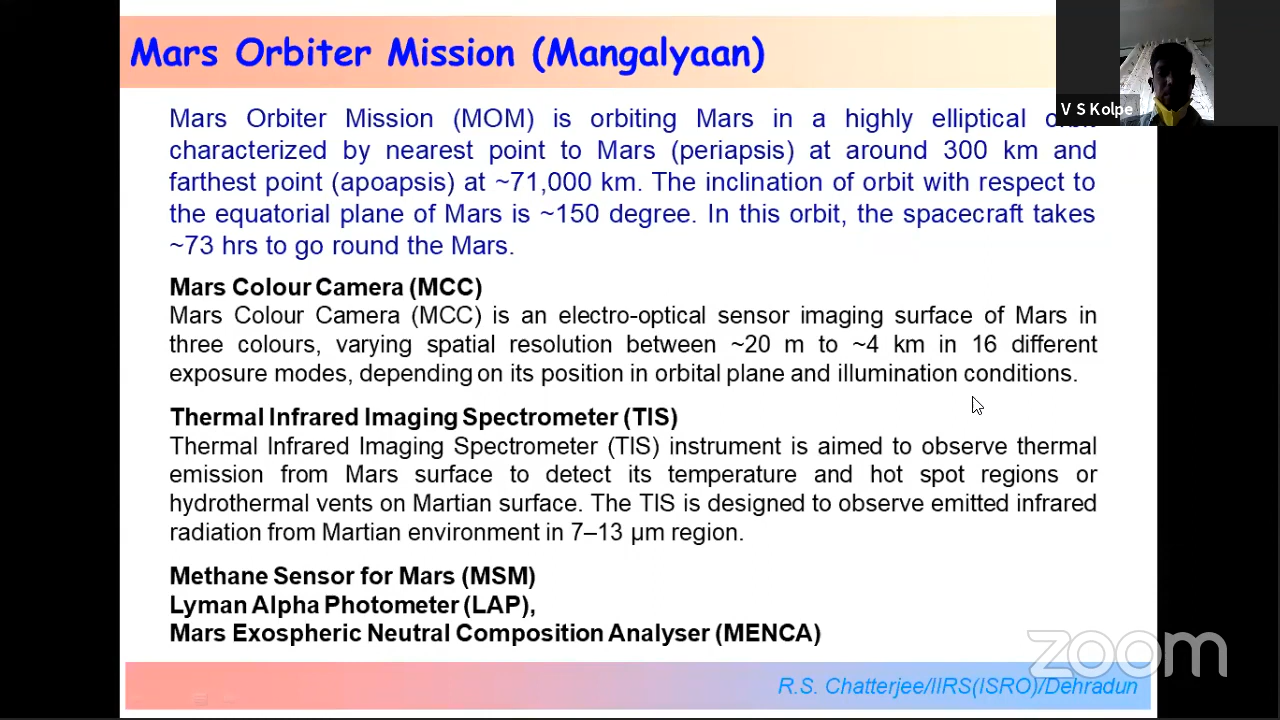 Mars Orbiter Mission (Mangalyaan)
V S Kolpe
Mars Orbiter Mission (MOM) is orbiting Mars in a highly elliptical orbit
characterized by nearest point to Mars (periapsis) at around 300 km and
farthest point (apoapsis) at ~71,000 km. The inclination of orbit with respect to
the equatorial plane of Mars is ~150 degree. In this orbit, the spacecraft takes
~73 hrs to go round the Mars.
Mars Colour Camera (MCC)
Mars Colour Camera (MCC) is an electro-optical sensor imaging surface of Mars in
three colours, varying spatial resolution between ~20 m to ~4 km in 16 different
exposure modes, depending on its position in orbital plane and illumination conditions.
Thermal Infrared Imaging Spectrometer (TIS)
Thermal Infrared Imaging Spectrometer (TIS) instrument is aimed to observe thermal
emission from Mars surface to detect its temperature and hot spot regions or
hydrothermal vents on Martian surface. The TIS is designed to observe emitted infrared
radiation from Martian environment in 7–13 μm region.
Methane Sensor for Mars (MSM)
Lyman Alpha Photometer (LAP),
Mars Exospheric Neutral Composition Analyser (MENCA)
zoom
R.S. Chatterjee/IIRS(ISRO)/Dehradun